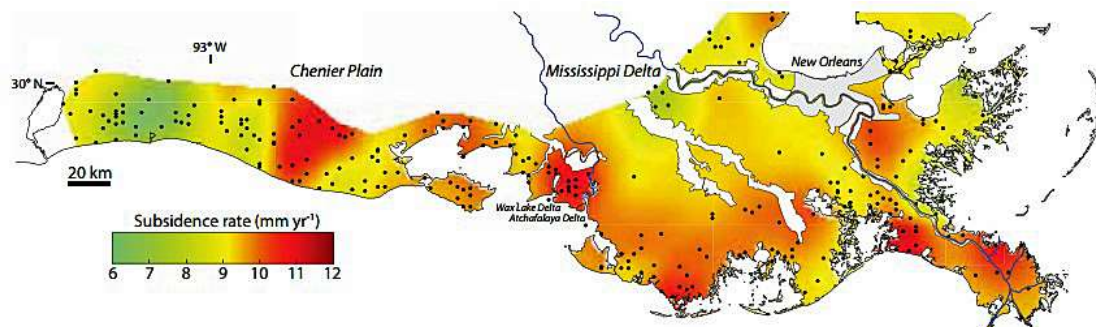 93° W
30° N
Chenier Plain
Mississippi Delta
New Orleans
20 km
Wax Lake Delta
Atchafalaya Delta
Subsidence rate (mm yr⁻¹)
6 7 8 9 10 11 12